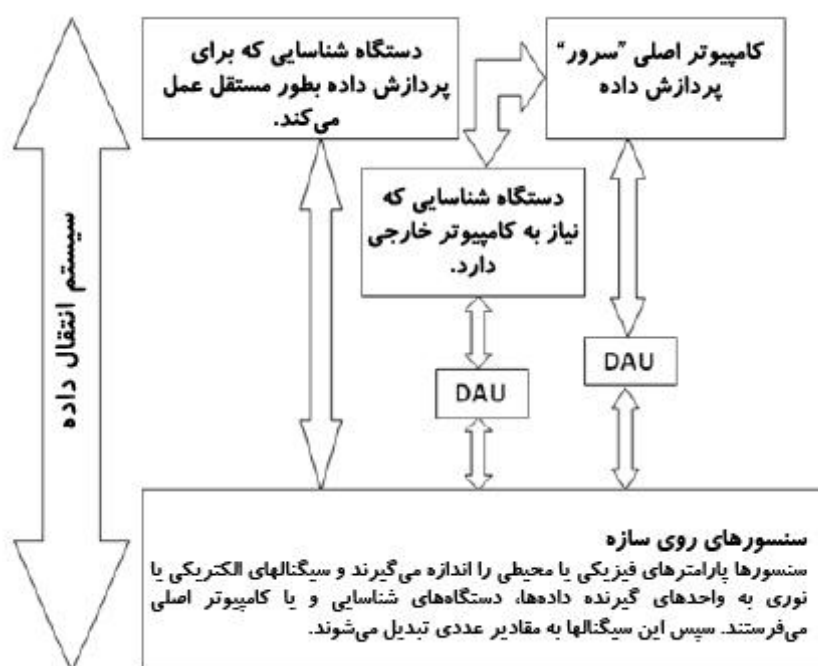 کامپیوتر اصلی "سرور"
پردازش داده
دستگاه شناسایی که برای
پردازش داده بطور مستقل عمل
می‌کند.
دستگاه شناسایی که
نیاز به کامپیوتر خارجی
دارد.
DAU
DAU
سیستم انتقال داده
سنسورهای روی سازه
سنسورها پارامترهای فیزیکی یا محیطی را اندازه می‌گیرند و سیگنالهای الکتریکی یا
نوری به واحدهای گیرنده داده‌ها، دستگاه‌های شناسایی و یا کامپیوتر اصلی
می‌فرستند. سپس این سیگنالها به مقادیر عددی تبدیل می‌شوند.